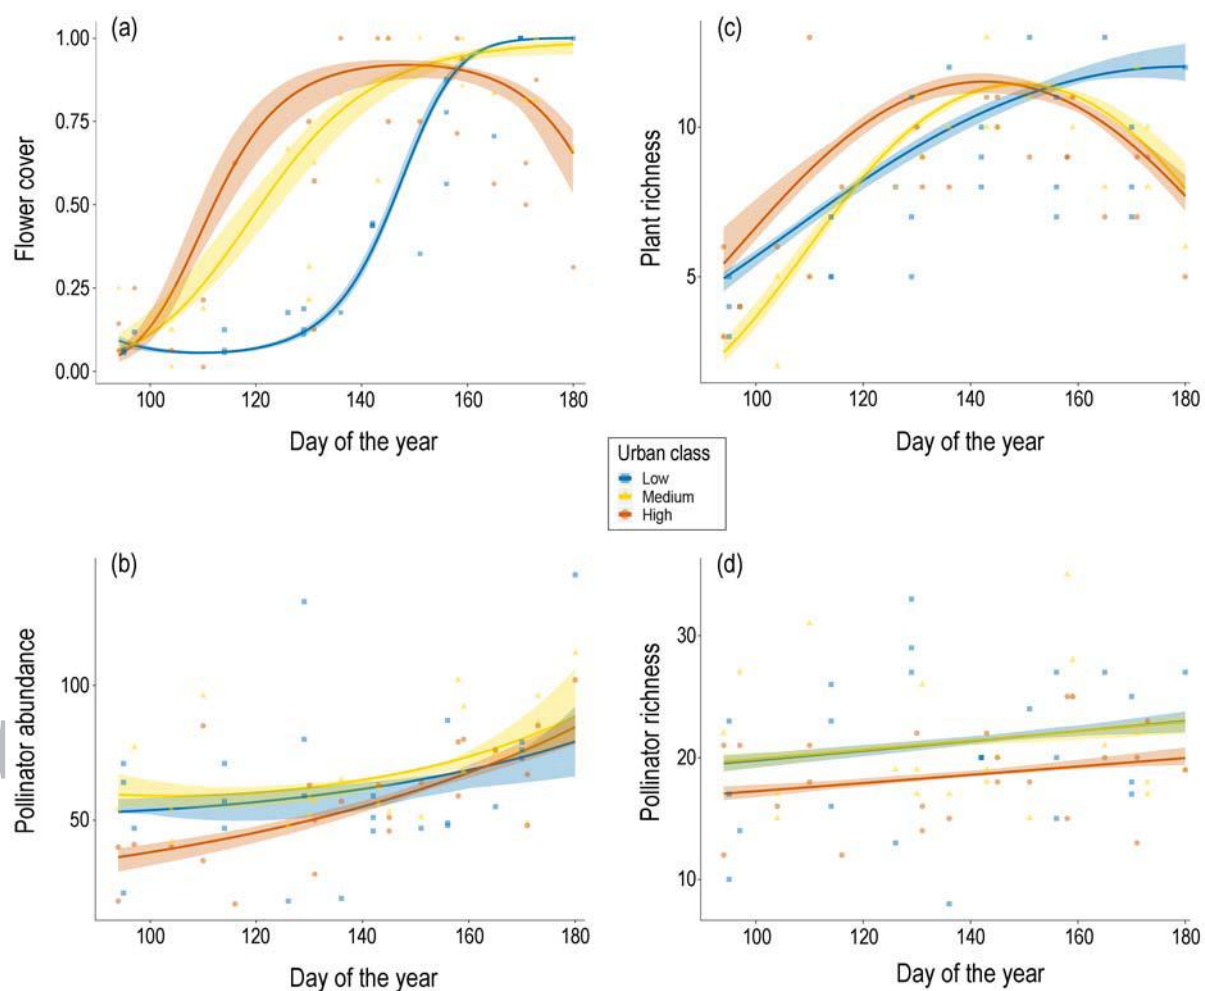 (a)
1.00
0.75
0.50
0.25
0.00
Flower cover
100 120 140 160 180
Day of the year
(c)
10
5
Plant richness
100 120 140 160 180
Day of the year
Urban class
Low
Medium
High
(b)
100
50
Pollinator abundance
100 120 140 160 180
Day of the year
(d)
30
20
10
Pollinator richness
100 120 140 160 180
Day of the year